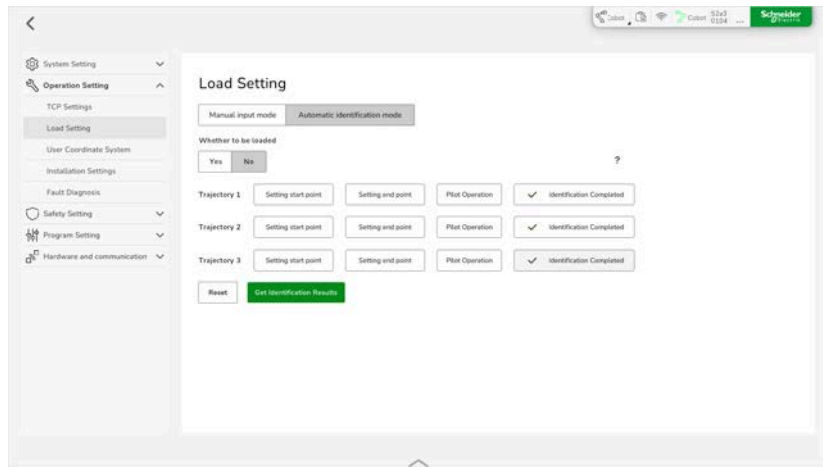 Cobot
Cobot
S2e3
0104
...
Schneider
Electric
System Setting
Operation Setting
TCP Settings
Load Setting
User Coordinate System
Installation Settings
Fault Diagnosis
Safety Setting
Program Setting
Hardware and communication
Load Setting
Manual input mode
Automatic identification mode
Whether to be loaded
Yes
No
?
Trajectory 1
Setting start point
Setting end point
Pilot Operation
Identification Completed
Trajectory 2
Setting start point
Setting end point
Pilot Operation
Identification Completed
Trajectory 3
Setting start point
Setting end point
Pilot Operation
Identification Completed
Reset
Get Identification Results